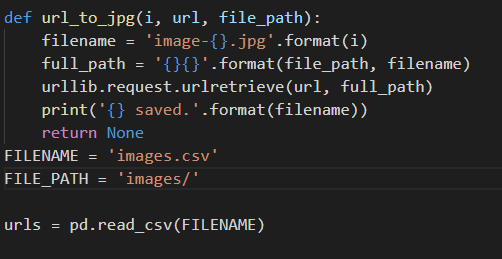 def url_to_jpg(i, url, file_path):
    filename = 'image-{}.jpg'.format(i)
    full_path = '{}{}'.format(file_path, filename)
    urllib.request.urlretrieve(url, full_path)
    print('{} saved.'.format(filename))
    return None
FILENAME = 'images.csv'
FILE_PATH = 'images/'
urls = pd.read_csv(FILENAME)